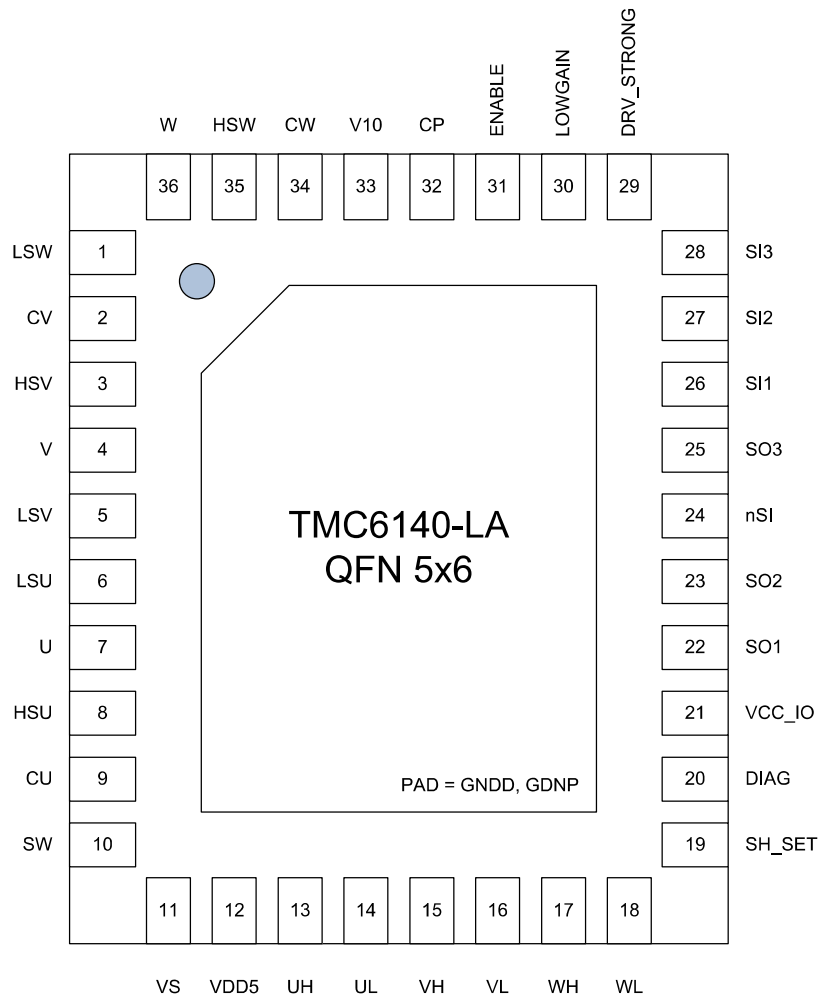 ENABLE
LOWGAIN
DRV_STRONG
W HSW CW V10 CP
36 35 34 33 32 31 30 29
LSW 1 28 SI3
CV 2 27 SI2
HSV 3 26 SI1
V 4 25 SO3
LSV 5 24 nSI
TMC6140-LA
QFN 5x6
LSU 6 23 SO2
U 7 22 SO1
HSU 8 21 VCC_IO
CU 9 20 DIAG
PAD = GNDD, GDNP
SW 10 19 SH_SET
11 12 13 14 15 16 17 18
VS VDD5 UH UL VH VL WH WL